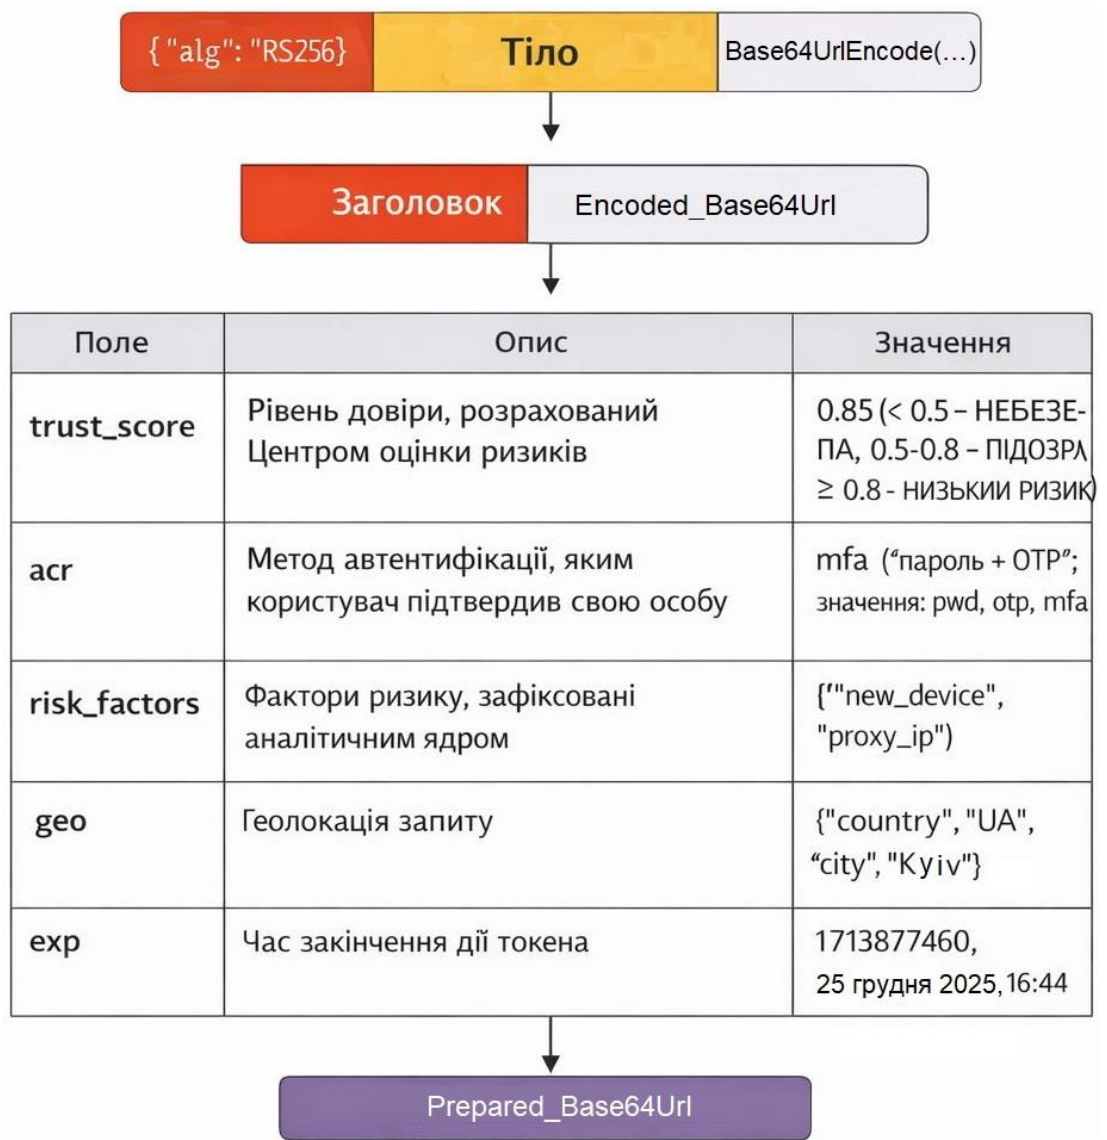 { "alg": "RS256} Тіло Base64UrlEncode(...)
Заголовок Encoded_Base64Url
Поле Опис Значення
trust_score
Рівень довіри, розрахований
Центром оцінки ризиків
0.85 (< 0.5 – НЕБЕЗЕ-
ПА, 0.5-0.8 – ПІДОЗРА
≥ 0.8 - НИЗЬКИИ РИЗИК)
acr
Метод автентифікації, яким
користувач підтвердив свою особу
mfa (“пароль + OTP”;
значення: pwd, otp, mfa
risk_factors
Фактори ризику, зафіксовані
аналітичним ядром
{'"new_device",
"proxy_ip")
geo
Геолокація запиту
{"country", "UA",
“city", "Kyiv"}
exp
Час закінчення дії токена
1713877460,
25 грудня 2025, 16:44
Prepared_Base64Url